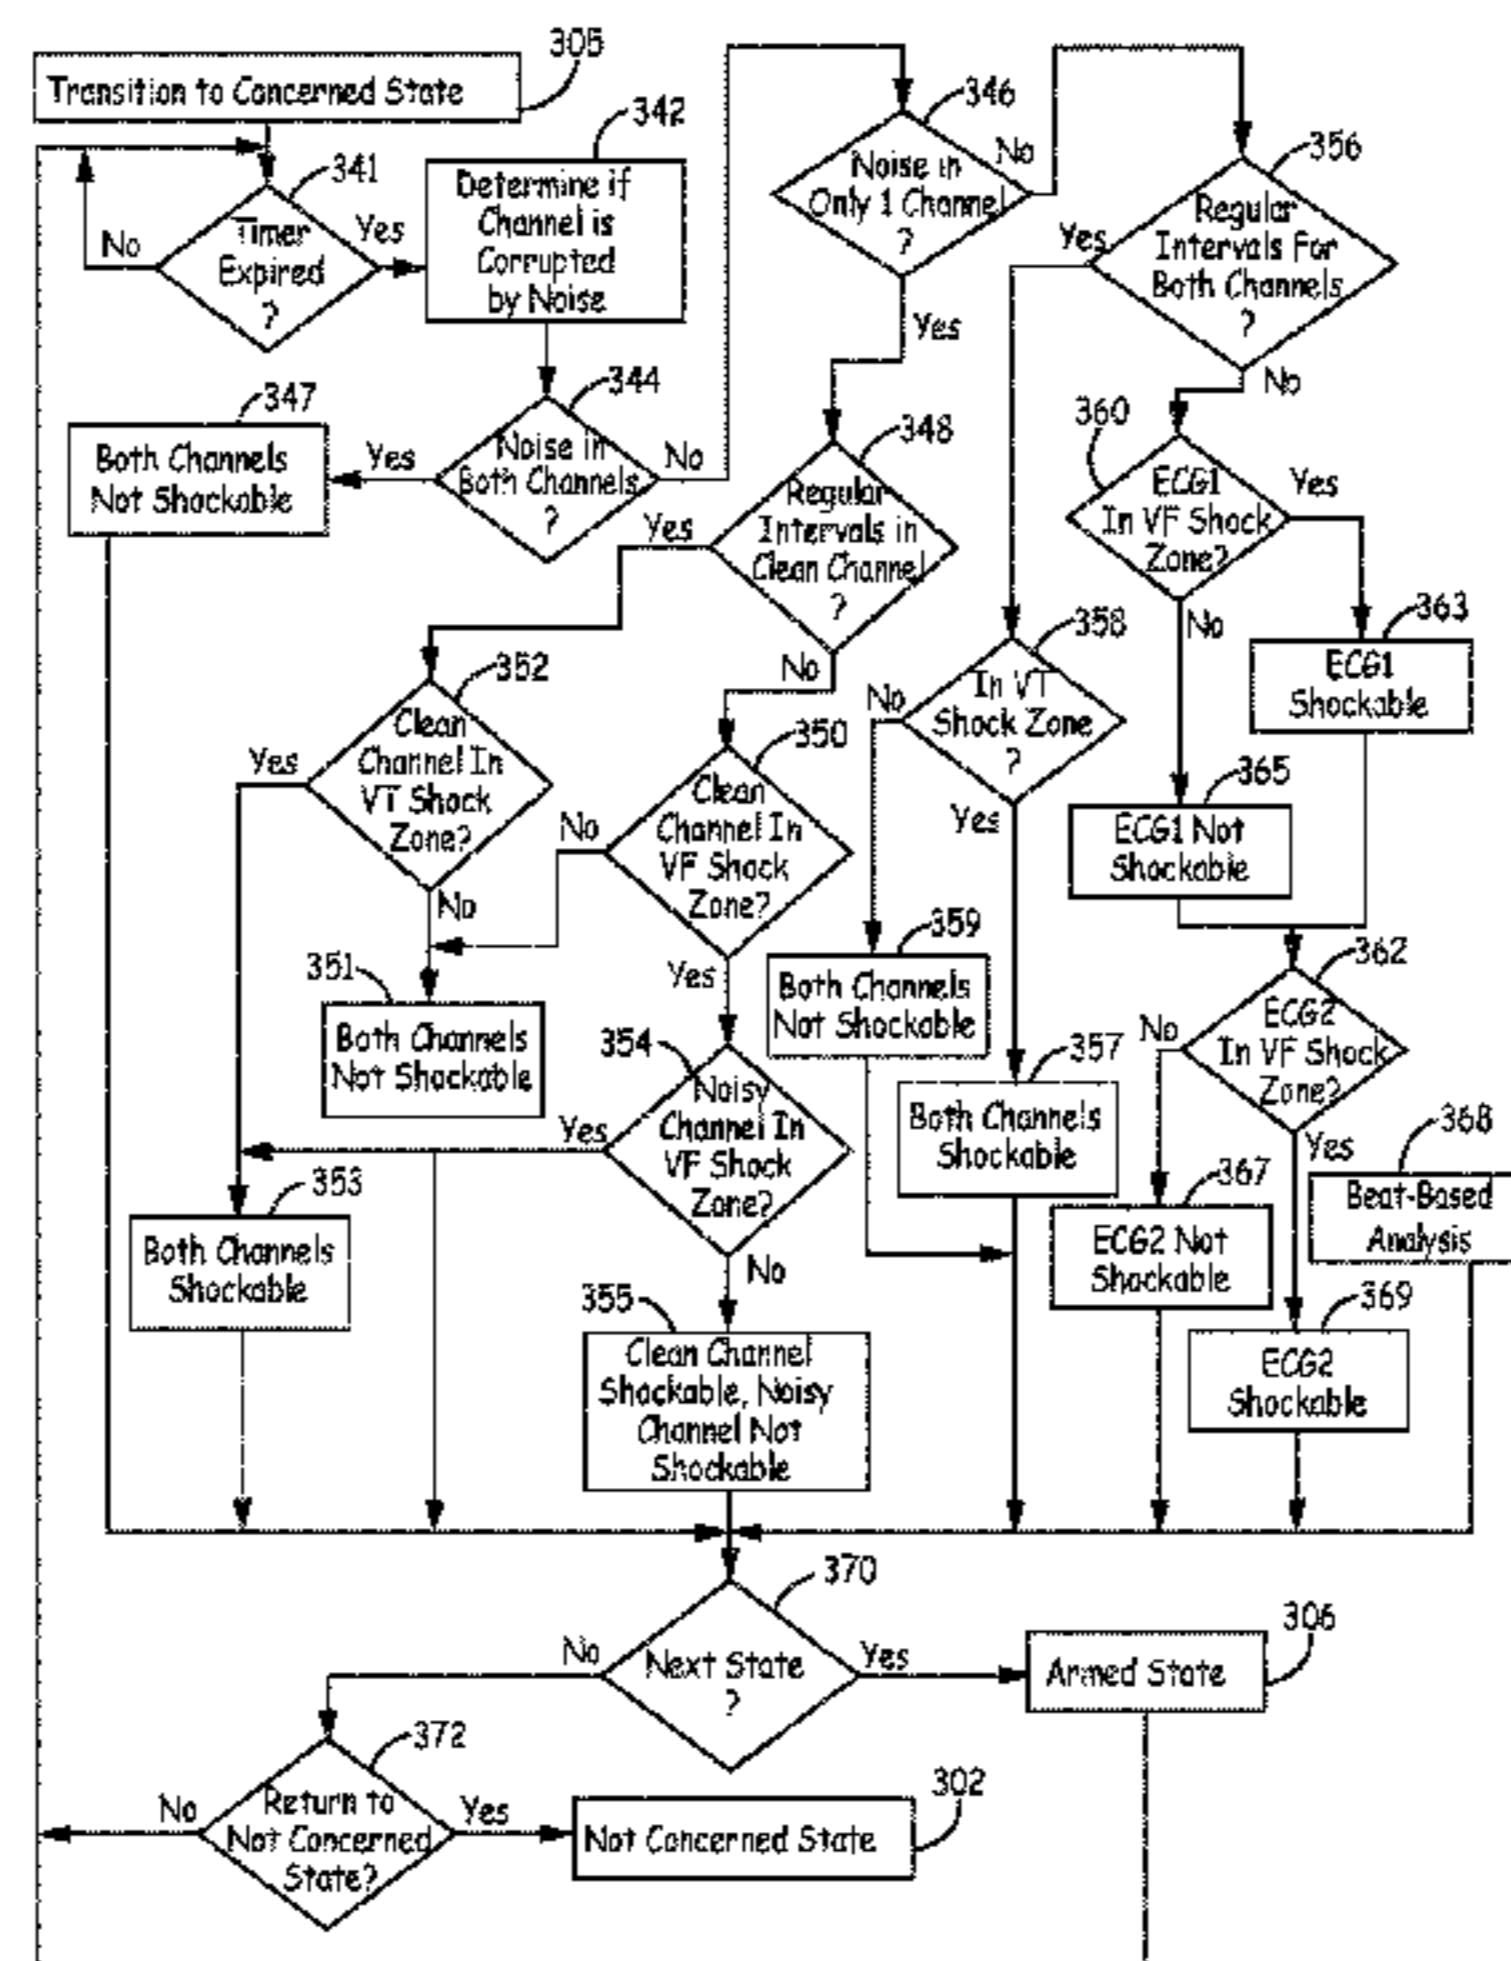 305
Transition to Concerned State
341
Timer
Expired
?
No
Yes
342
Determine if
Channel is
Corrupted
by Noise
344
Noise in
Both Channels
?
Yes
No
347
Both Channels
Not Shockable
346
Noise in
Only 1 Channel
?
No
Yes
356
Regular
Intervals For
Both Channels
?
Yes
No
348
Regular
Intervals in
Clean Channel
?
Yes
No
360
ECG1
In VF Shock
Zone?
Yes
No
363
ECG1
Shockable
358
In VT
Shock Zone
?
No
Yes
352
Clean
Channel In
VT Shock
Zone?
Yes
No
350
Clean
Channel In
VF Shock
Zone?
No
Yes
365
ECG1 Not
Shockable
359
Both Channels
Not Shockable
351
Both Channels
Not Shockable
362
ECG2
In VF Shock
Zone?
No
Yes
354
Noisy
Channel In
VF Shock
Zone?
Yes
No
357
Both Channels
Shockable
368
Beat-Based
Analysis
367
ECG2 Not
Shockable
353
Both Channels
Shockable
369
ECG2
Shockable
355
Clean Channel
Shockable, Noisy
Channel Not
Shockable
370
Next State
?
No
Yes
306
Armed State
372
Return to
Not Concerned
State?
No
Yes
302
Not Concerned State